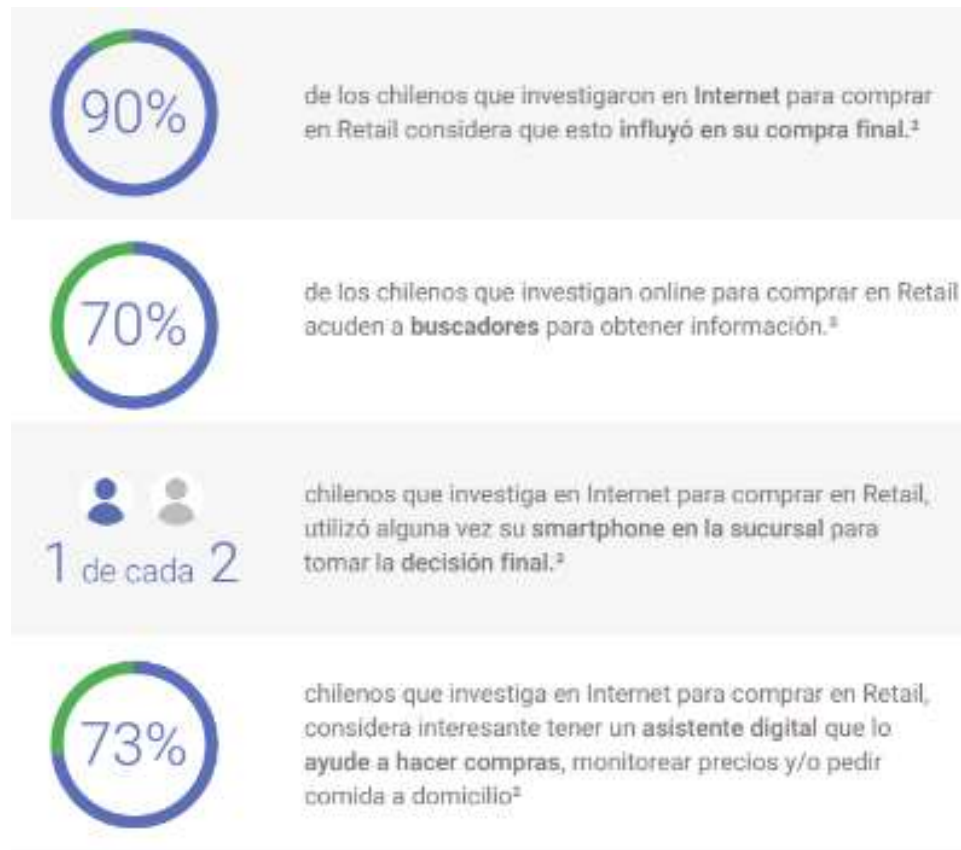 90%
de los chilenos que investigaron en Internet para comprar
en Retail considera que esto influyó en su compra final.²
70%
de los chilenos que investigan online para comprar en Retail
acuden a buscadores para obtener información.²
1 de cada 2
chilenos que investiga en Internet para comprar en Retail,
utilizó alguna vez su smartphone en la sucursal para
tomar la decisión final.²
73%
chilenos que investiga en Internet para comprar en Retail,
considera interesante tener un asistente digital que lo
ayude a hacer compras, monitorear precios y/o pedir
comida a domicilio²